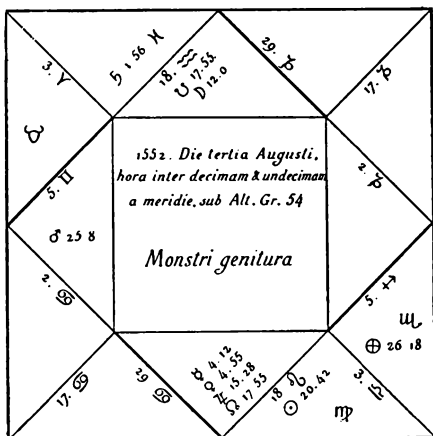 3. ♈
♄ 1 56 ♓
18. ♒
☋ 17.55
☽ 12.0
29. ♑
17. ♑
♉
5. ♊
2. ♑
1552. Die tertia Augusti,
hora inter decimam & undecimam
a meridie, sub Alt. Gr. 54
Monstri genitura
♂ 25 8
2. ♋
5. ♐
♏
⊕ 26 18
17. ♋
29 ♋
☿ 4.12
♀ 4.55
♃ 15.28
☊ 17 55
18 ♌
☉ 20.42
♍
3. ♎